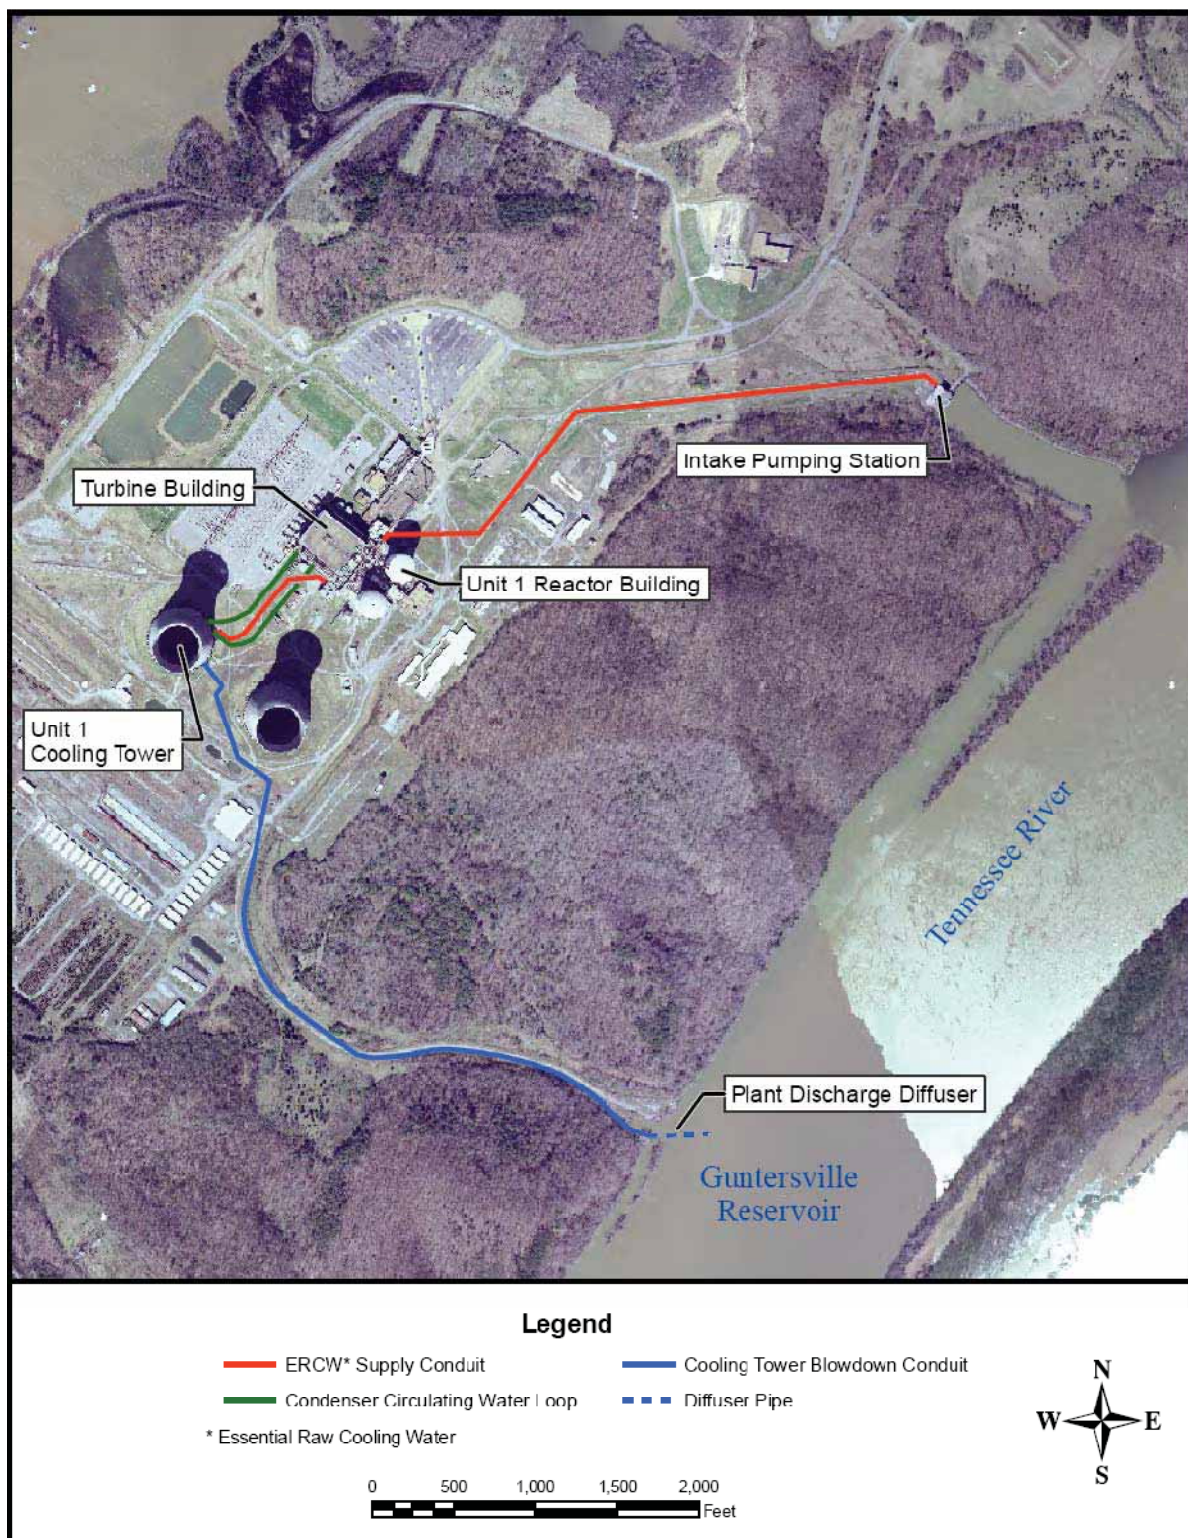 Intake Pumping Station
Turbine Building
Unit 1 Reactor Building
Unit 1
Cooling Tower
Tennessee River
Plant Discharge Diffuser
Guntersville
Reservoir
Legend
ERCW* Supply Conduit
Cooling Tower Blowdown Conduit
Condenser Circulating Water Loop
Diffuser Pipe
* Essential Raw Cooling Water
N
W
E
S
0 500 1,000 1,500 2,000
Feet